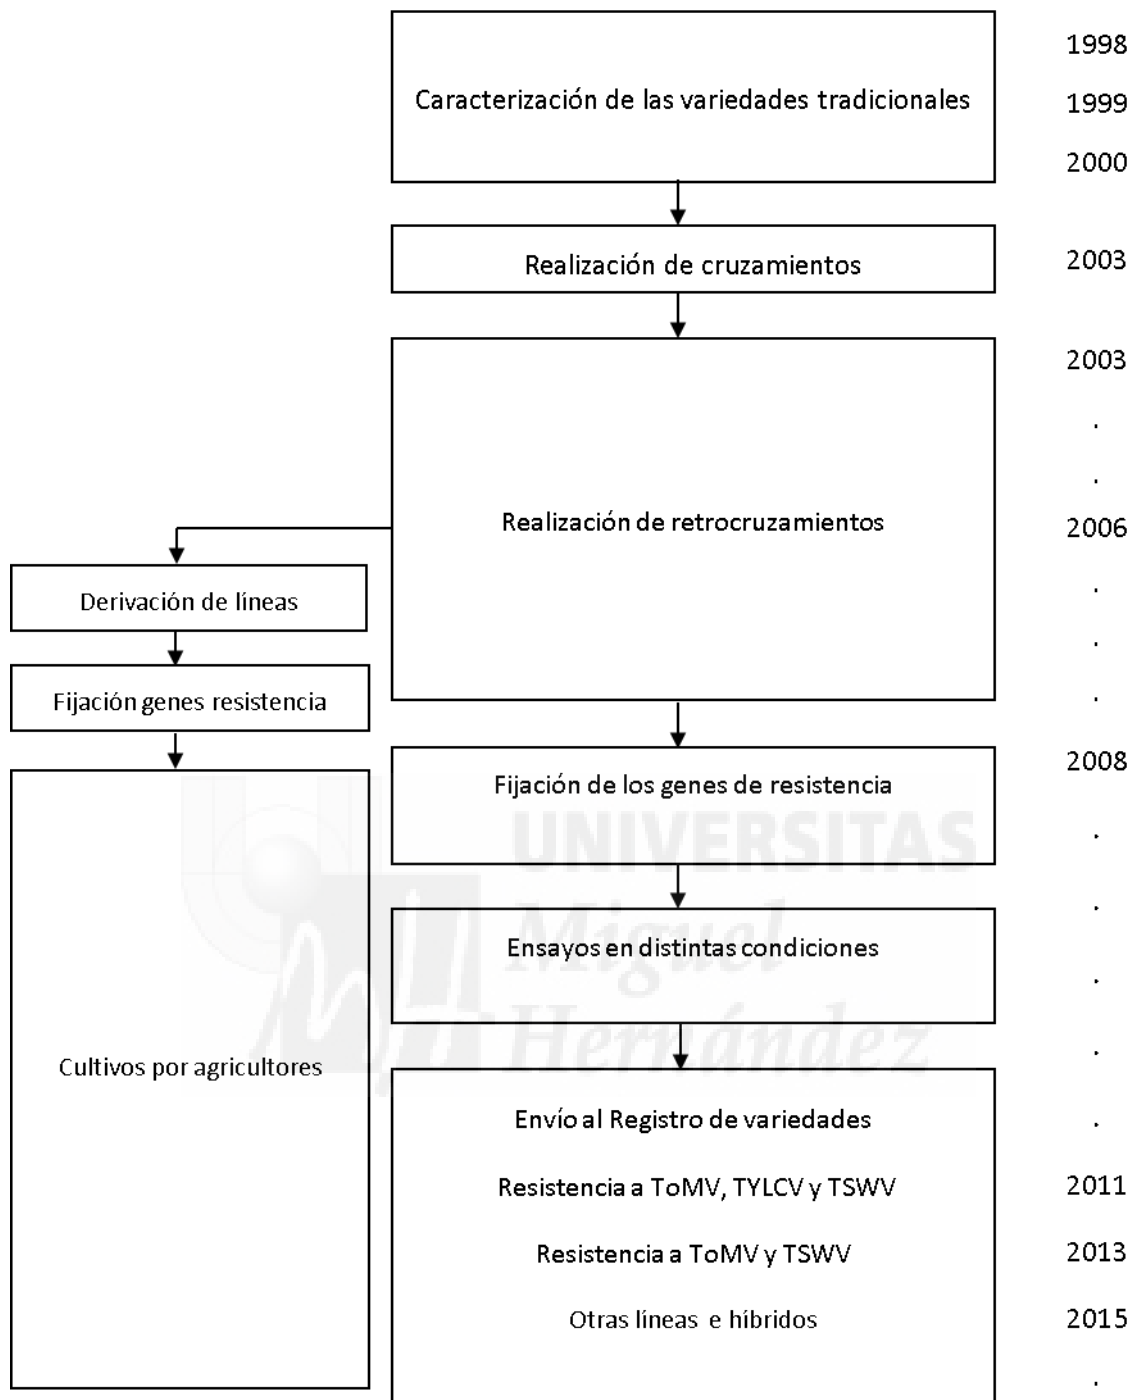 Caracterización de las variedades tradicionales
1998
1999
2000
Realización de cruzamientos
2003
Realización de retrocruzamientos
2003
.
.
2006
.
.
.
Derivación de líneas
Fijación genes resistencia
Cultivos por agricultores
Fijación de los genes de resistencia
2008
.
Ensayos en distintas condiciones
.
.
.
Envío al Registro de variedades
.
Resistencia a ToMV, TYLCV y TSWV
2011
Resistencia a ToMV y TSWV
2013
Otras líneas e híbridos
2015
.
UNIVERSITAS
Miguel
Hernández